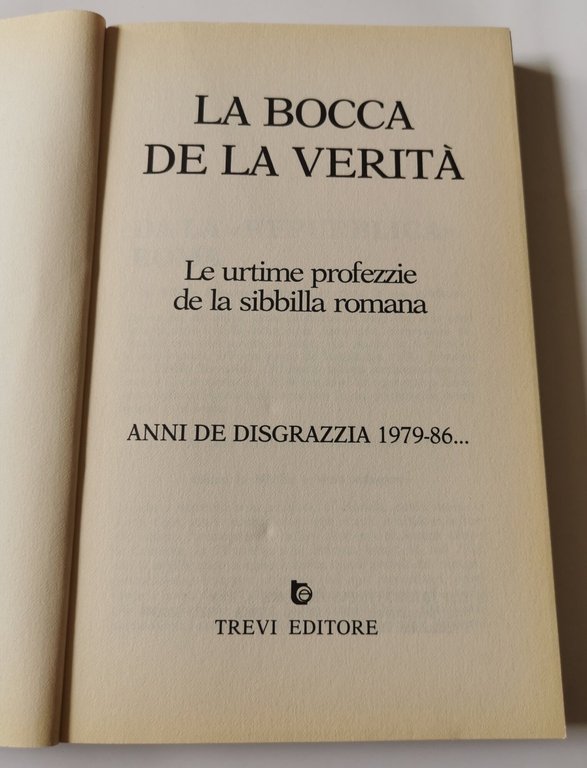 LA BOCCA
DE LA VERITÀ
Le urtime profezzie
de la sibbilla romana
ANNI DE DISGRAZZIA 1979-86...
te
TREVI EDITORE